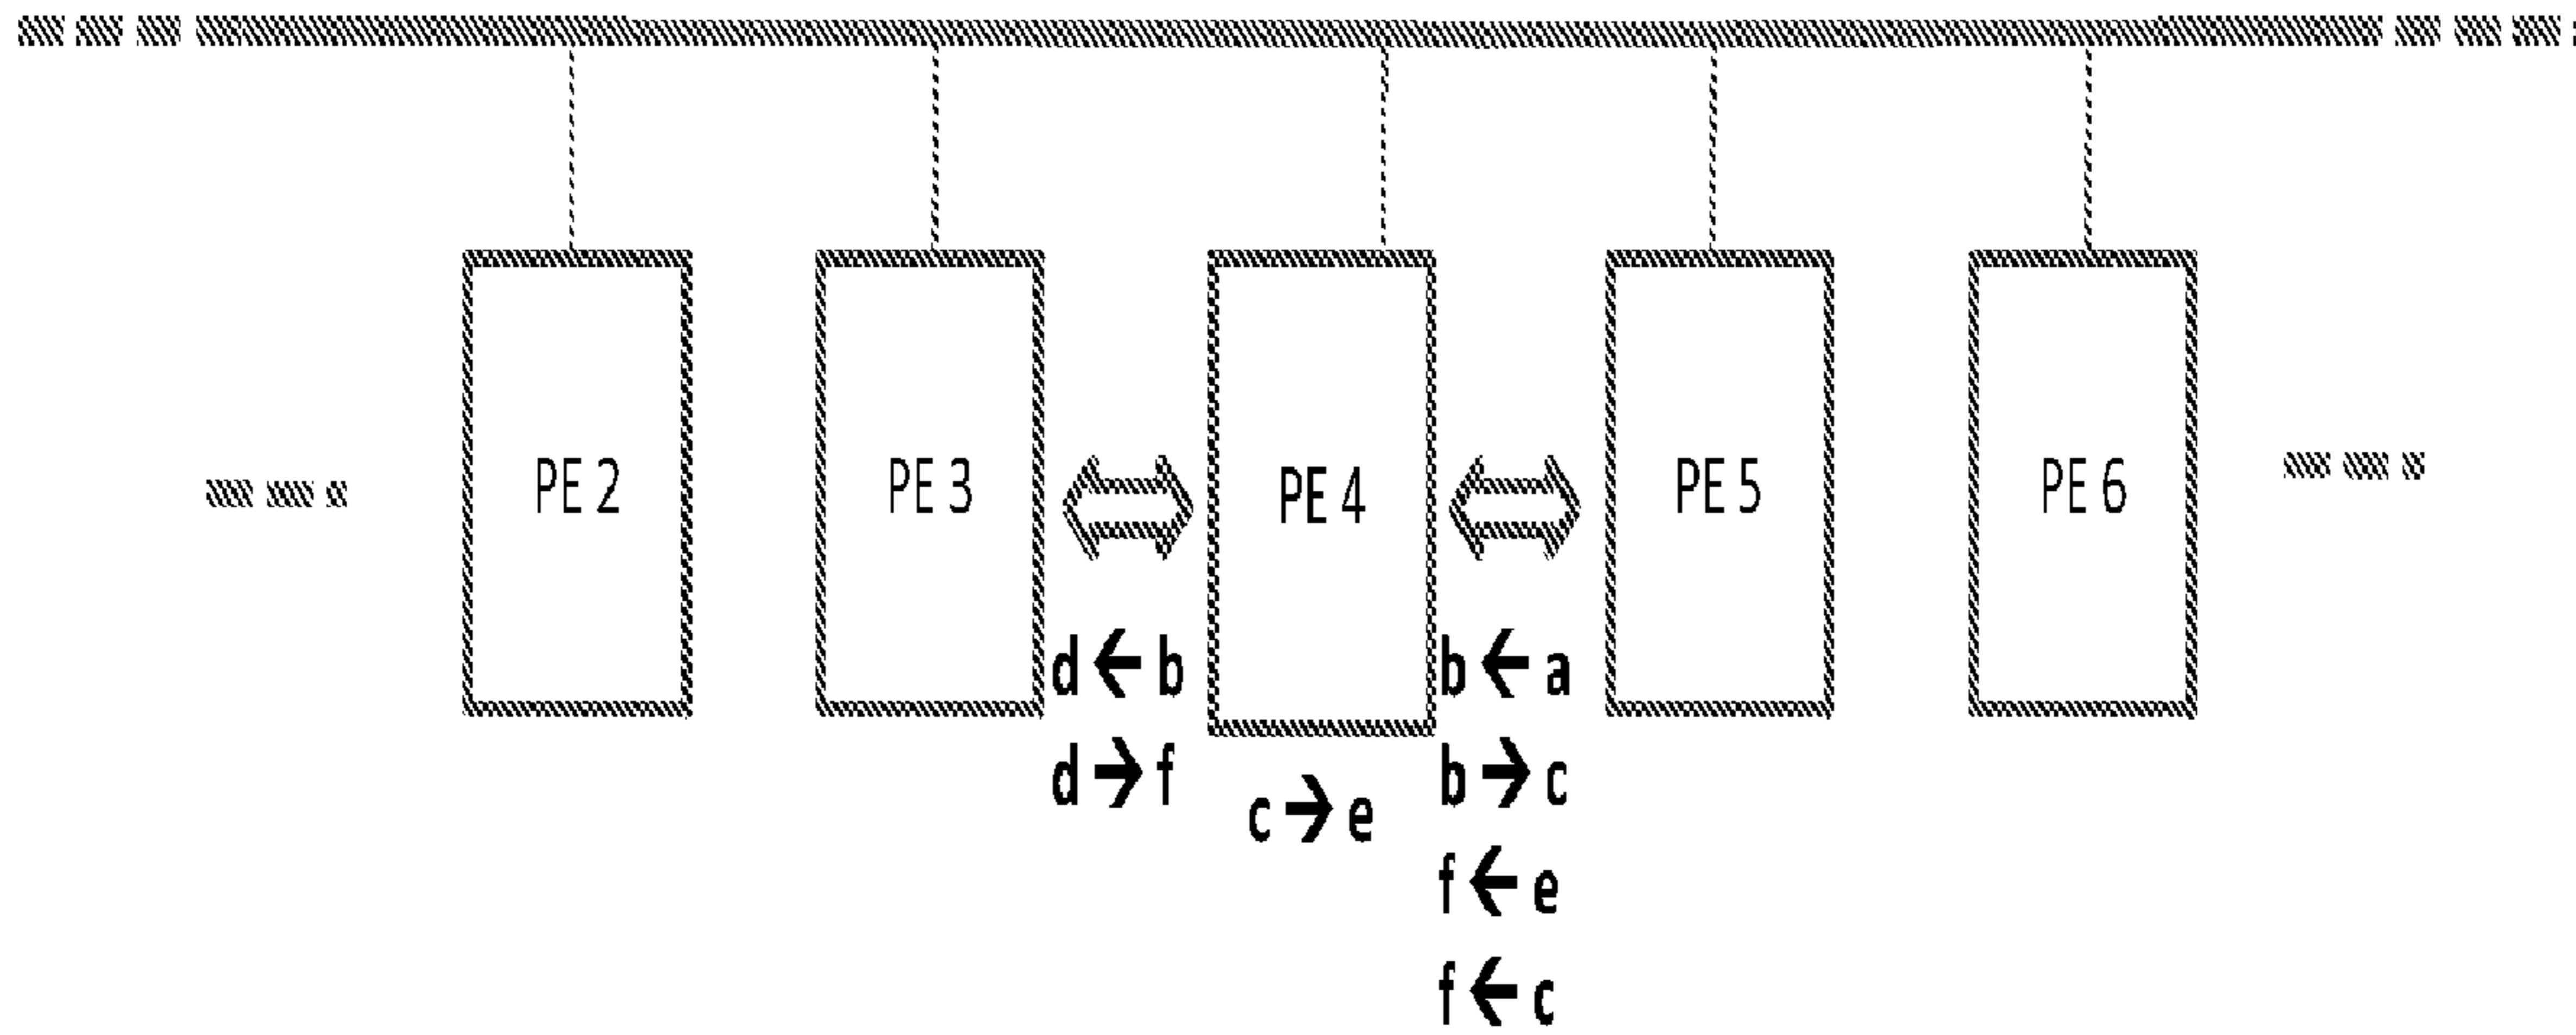 PE 2
PE 3
PE 4
PE 5
PE 6
d ← b
d → f
c → e
b ← a
b → c
f ← e
f ← c